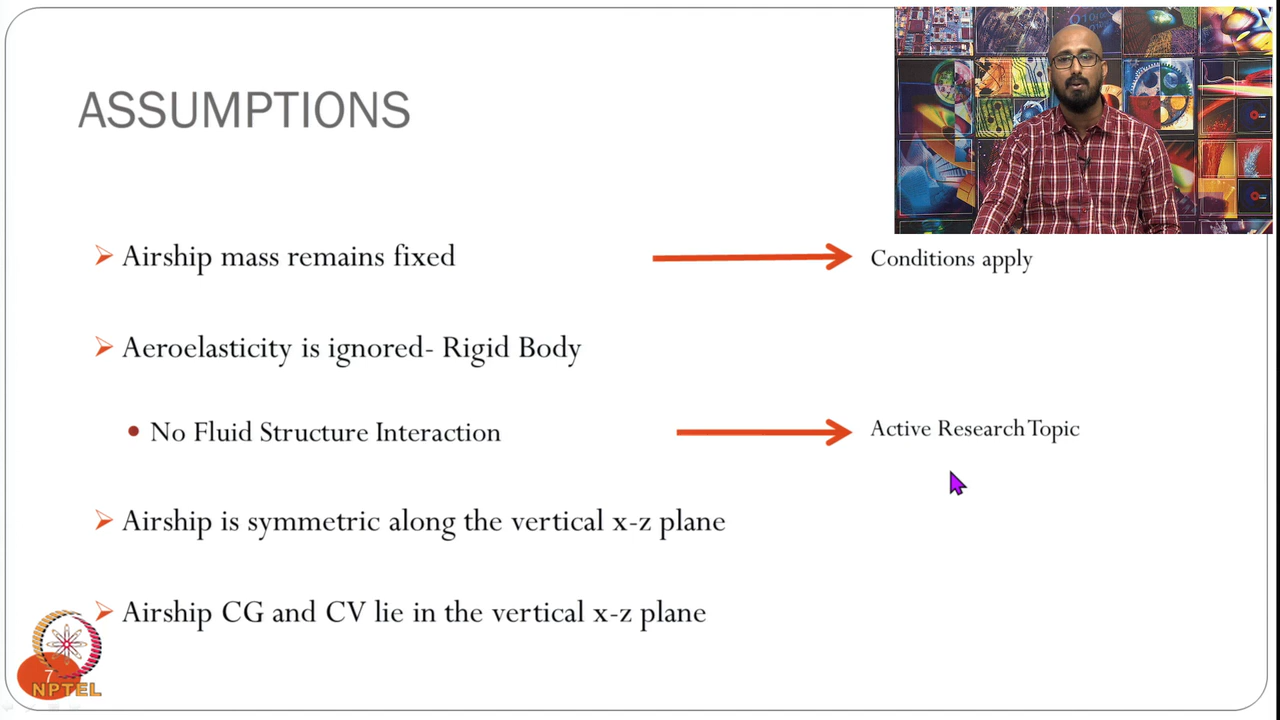 ASSUMPTIONS
Airship mass remains fixed
Conditions apply
Aeroelasticity is ignored- Rigid Body
No Fluid Structure Interaction
Active Research Topic
Airship is symmetric along the vertical x-z plane
Airship CG and CV lie in the vertical x-z plane
7
NPTEL